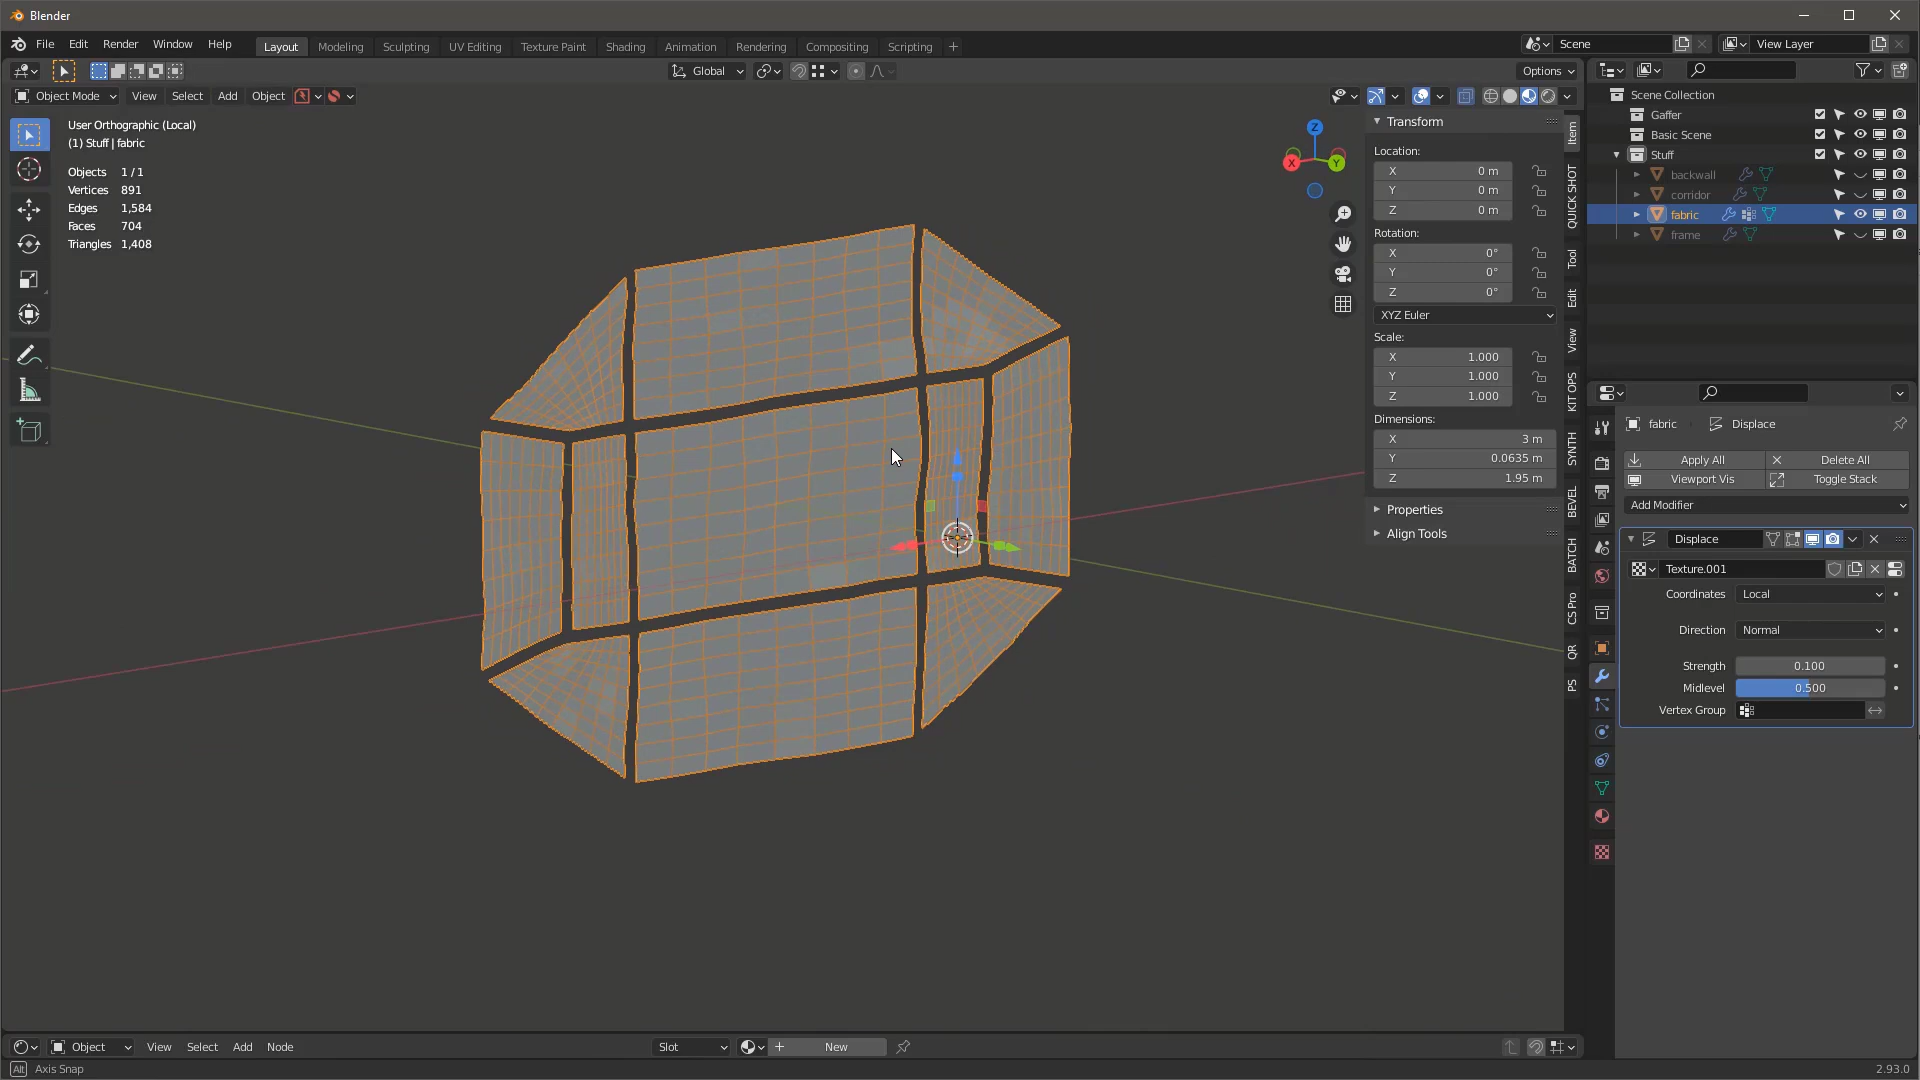 Blender
File Edit Render Window Help
Layout Modeling Sculpting UV Editing Texture Paint Shading Animation Rendering Compositing Scripting +
Scene
View Layer
Global
Options
Object Mode View Select Add Object
User Orthographic (Local)
(1) Stuff | fabric
Objects 1 / 1
Vertices 891
Edges 1,584
Faces 704
Triangles 1,408
Z
X
Y
Transform
Location:
X 0 m
Y 0 m
Z 0 m
Rotation:
X 0°
Y 0°
Z 0°
XYZ Euler
Scale:
X 1.000
Y 1.000
Z 1.000
Dimensions:
X 3 m
Y 0.0635 m
Z 1.95 m
Properties
Align Tools
Item
QUICK SHOT
Tool
Edit
View
KIT OPS
SYNTH
BEVEL
BATCH
CS Pro
QR
PS
Scene Collection
Gaffer
Basic Scene
Stuff
backwall
corridor
fabric
frame
fabric Displace
Apply All Delete All
Viewport Vis Toggle Stack
Add Modifier
Displace
Texture.001
Coordinates Local
Direction Normal
Strength 0.100
Midlevel 0.500
Vertex Group
Object View Select Add Node
Slot
New
Alt Axis Snap
2.93.0